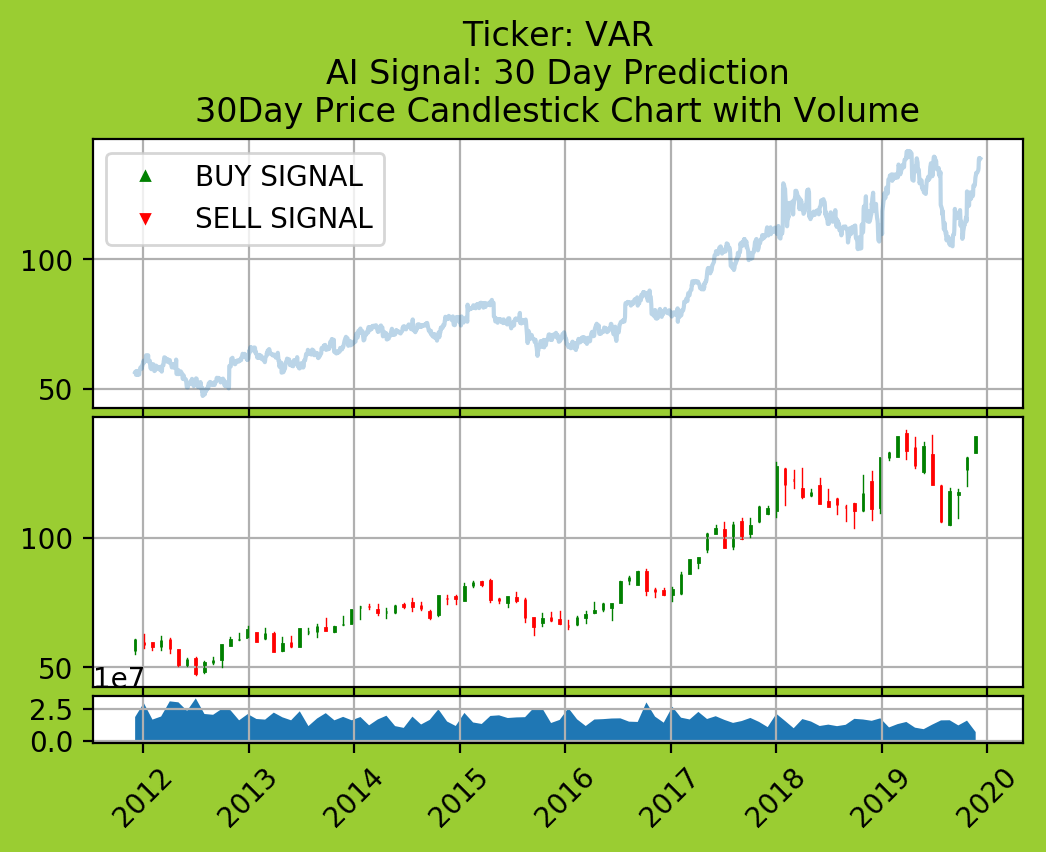 Ticker: VAR
AI Signal: 30 Day Prediction
30Day Price Candlestick Chart with Volume
BUY SIGNAL
SELL SIGNAL
100
50
100
50
1e7
2.5
0.0
2012
2013
2014
2015
2016
2017
2018
2019
2020